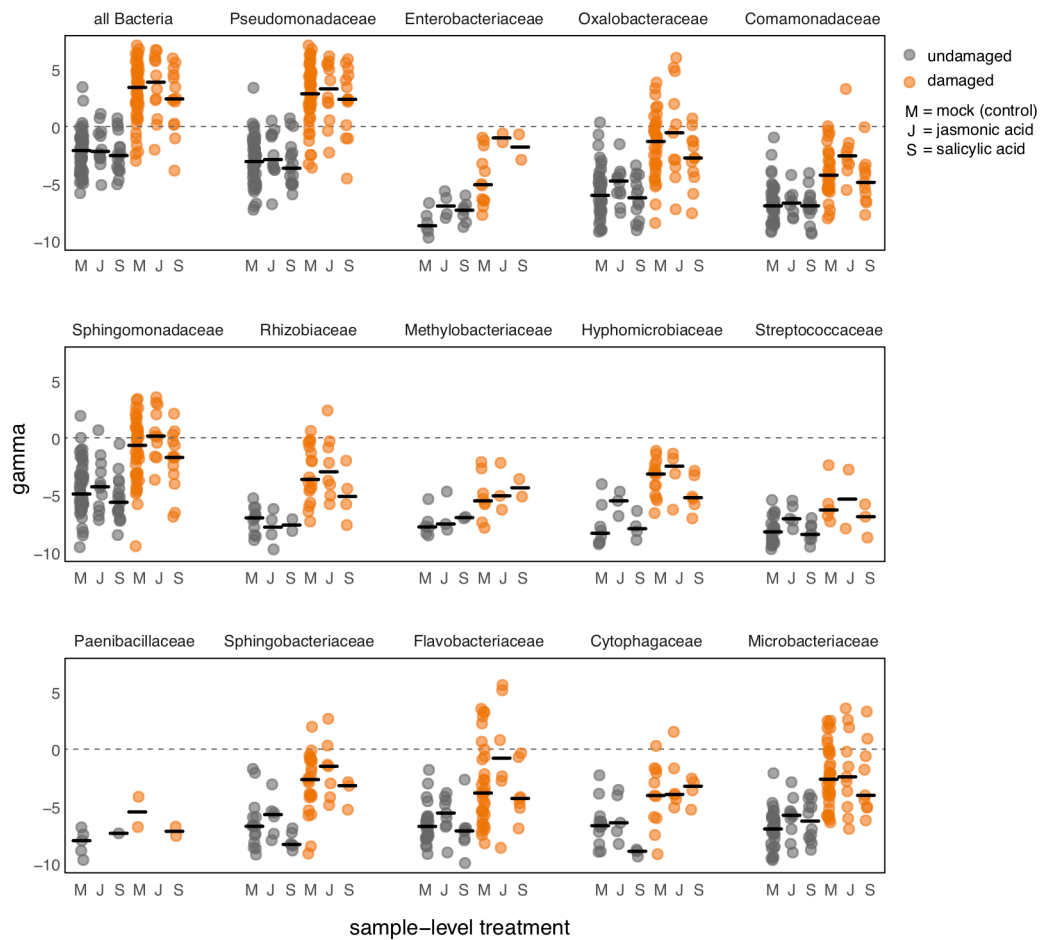 all Bacteria Pseudomonadaceae Enterobacteriaceae Oxalobacteraceae Comamonadaceae
undamaged
damaged
M = mock (control)
J = jasmonic acid
S = salicylic acid
5
0
−5
−10
M J S M J S M J S M J S M J S M J S M J S M J S M J S M J S
Sphingomonadaceae Rhizobiaceae Methylobacteriaceae Hyphomicrobiaceae Streptococcaceae
5
0
−5
−10
gamma
M J S M J S M J S M J S M J S M J S M J S M J S M J S M J S
Paenibacillaceae Sphingobacteriaceae Flavobacteriaceae Cytophagaceae Microbacteriaceae
5
0
−5
−10
M J S M J S M J S M J S M J S M J S M J S M J S M J S M J S
sample−level treatment